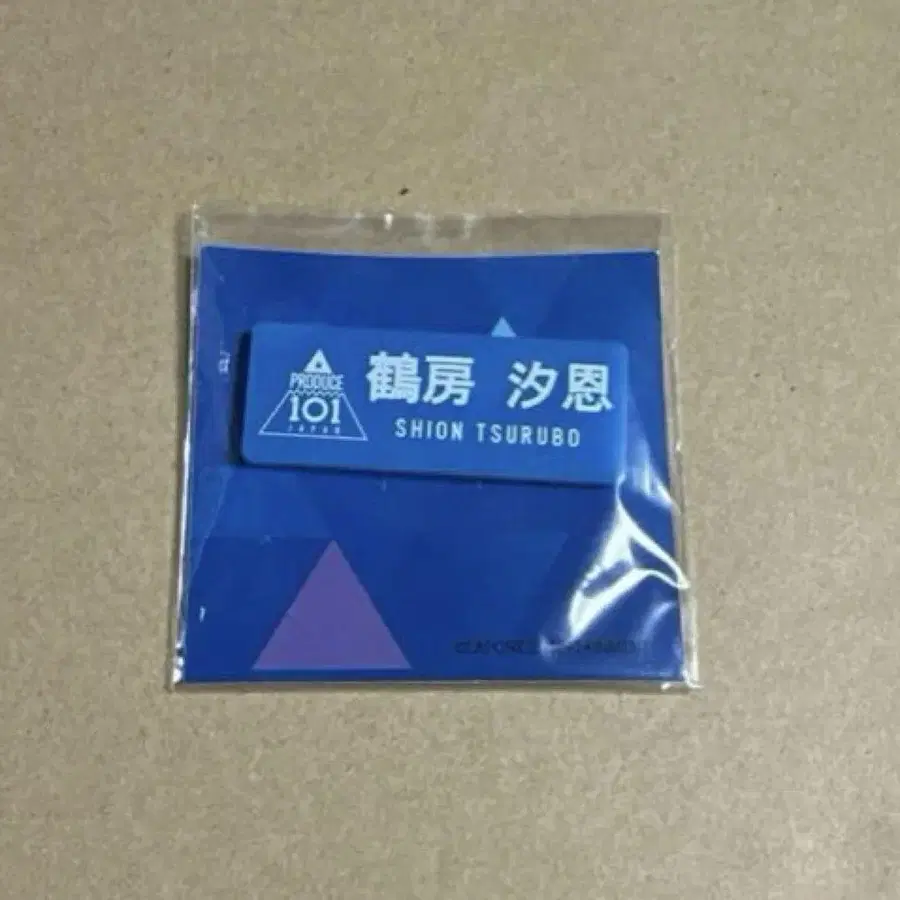 PRODUCE
101
JAPAN
鶴房 汐恩
SHION TSURUBO